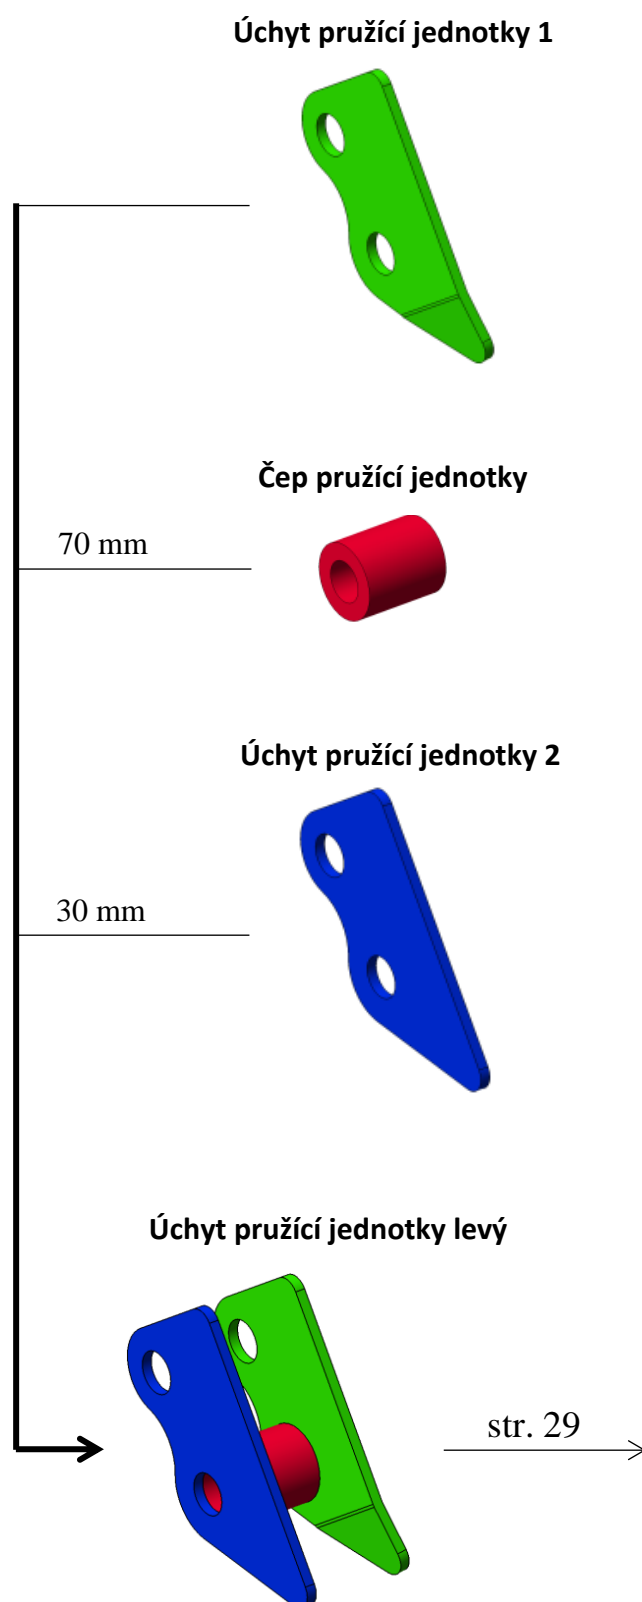 Úchyt pružící jednotky 1
Čep pružící jednotky
70 mm
Úchyt pružící jednotky 2
30 mm
Úchyt pružící jednotky levý
str. 29